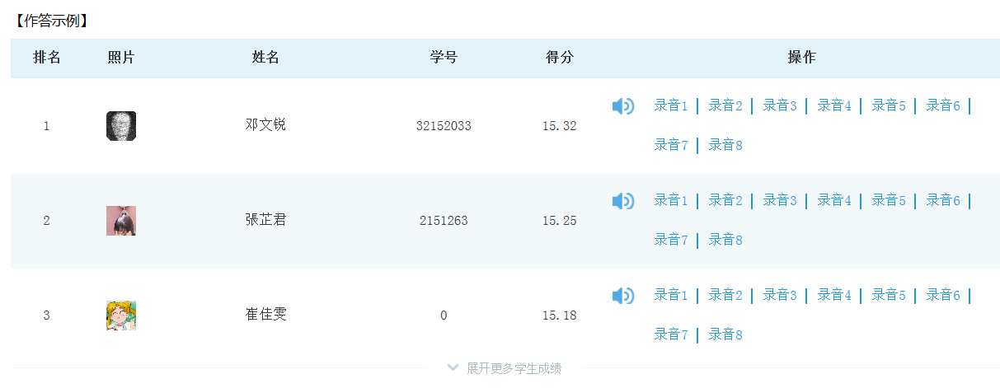 【作答示例】
排名 照片 姓名 学号 得分 操作
录音1 | 录音2 | 录音3 | 录音4 | 录音5 | 录音6 |
1 邓文锐 32152033 15.32
录音7 | 录音8
录音1 | 录音2 | 录音3 | 录音4 | 录音5 | 录音6 |
2 張芷君 2151263 15.25
录音7 | 录音8
录音1 | 录音2 | 录音3 | 录音4 | 录音5 | 录音6 |
3 崔佳雯 0 15.18
录音7 | 录音8
展开更多学生成绩